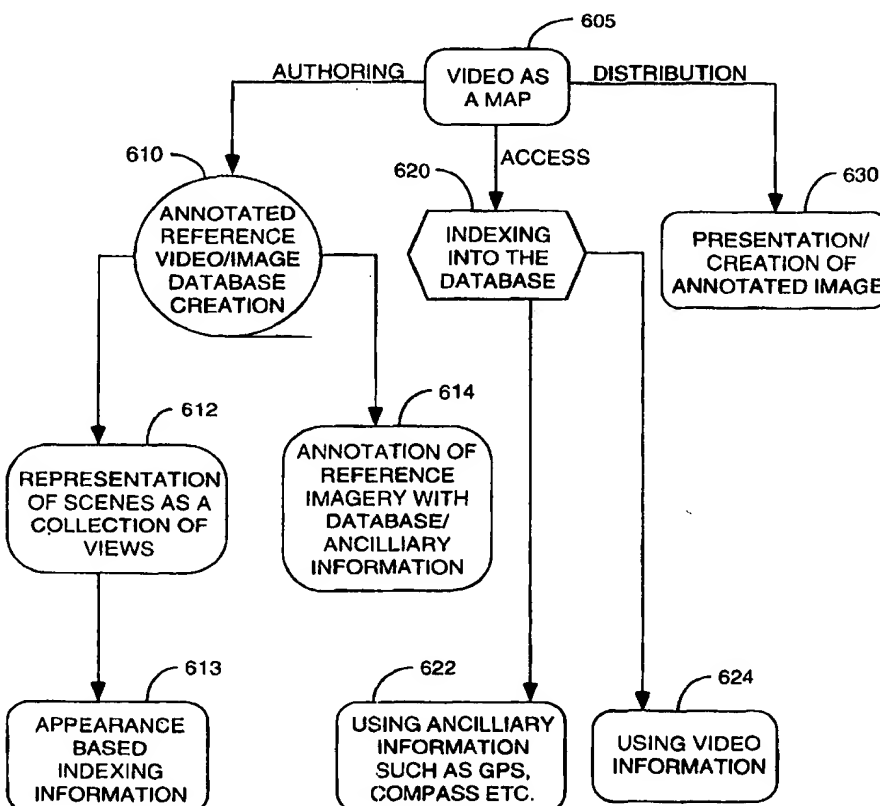 605
AUTHORING
VIDEO AS
A MAP
DISTRIBUTION
610
ACCESS
620
630
ANNOTATED
REFERENCE
VIDEO/IMAGE
DATABASE
CREATION
INDEXING
INTO THE
DATABASE
PRESENTATION/
CREATION OF
ANNOTATED IMAGE
612
614
REPRESENTATION
OF SCENES AS A
COLLECTION OF
VIEWS
ANNOTATION OF
REFERENCE
IMAGERY WITH
DATABASE/
ANCILLIARY
INFORMATION
613
622
624
APPEARANCE
BASED
INDEXING
INFORMATION
USING ANCILLIARY
INFORMATION
SUCH AS GPS,
COMPASS ETC.
USING VIDEO
INFORMATION